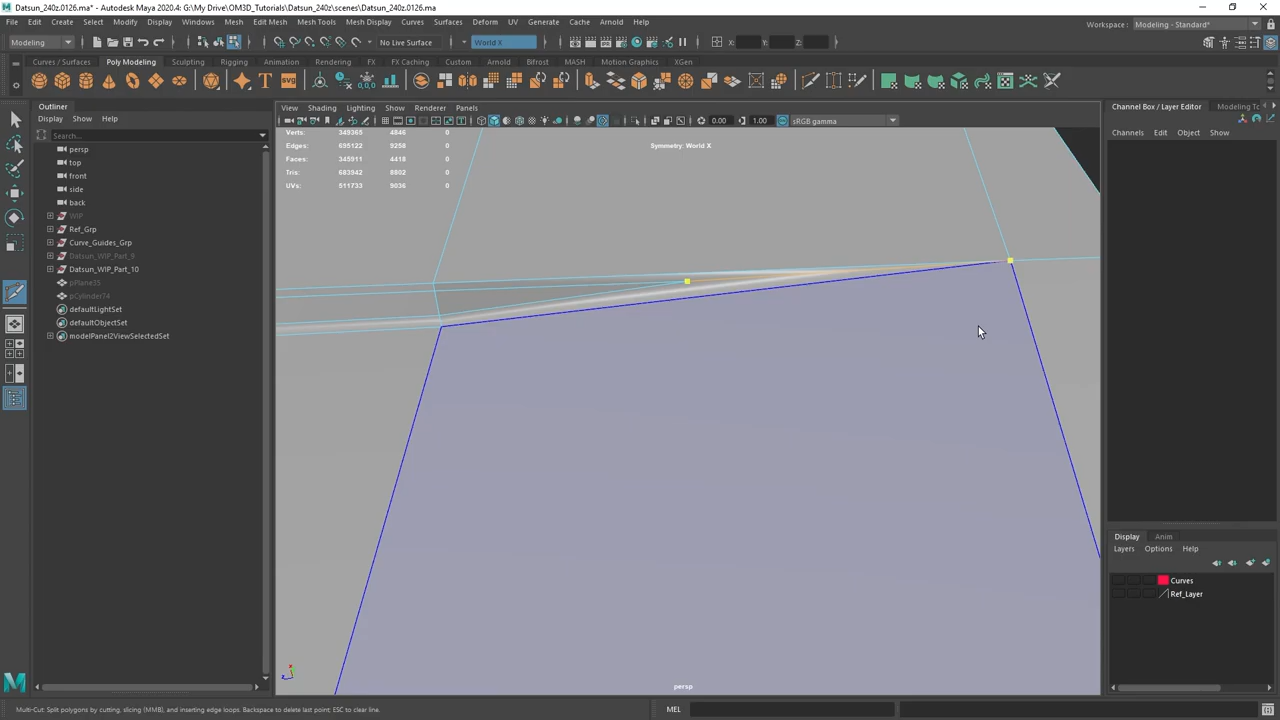 Datsun_240z.0126.ma* - Autodesk Maya 2020.4: G:\My Drive\OM3D_Tutorials\Datsun_240z\scenes\Datsun_240z.0126.ma
File Edit Create Select Modify Display Windows Mesh Edit Mesh Mesh Tools Mesh Display Curves Surfaces Deform UV Generate Cache Arnold Help
Workspace : Modeling - Standard*
Modeling No Live Surface World X X: Y: Z:
Curves / Surfaces Poly Modeling Sculpting Rigging Animation Rendering FX FX Caching Custom Arnold Bifrost MASH Motion Graphics XGen
Outliner
Display Show Help
Search...
persp
top
front
side
back
WIP
Ref_Grp
Curve_Guides_Grp
Datsun_WIP_Part_9
Datsun_WIP_Part_10
pPlane35
pCylinder74
defaultLightSet
defaultObjectSet
modelPanel2ViewSelectedSet
View Shading Lighting Show Renderer Panels
0.00 1.00 sRGB gamma
Verts: 349365 4846 0
Edges: 695122 9258 0
Faces: 345911 4418 0
Tris: 683942 8802 0
UVs: 511733 9036 0
Symmetry: World X
persp
Channel Box / Layer Editor Modeling To
Channels Edit Object Show
Display Anim
Layers Options Help
Curves
Ref_Layer
Multi-Cut: Split polygons by cutting, slicing (MMB), and inserting edge loops. Backspace to delete last point; ESC to clear line.
MEL